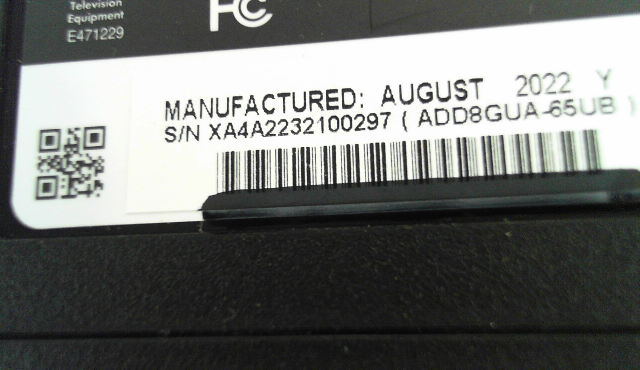 Television
Equipment
E471229
FC
MANUFACTURED: AUGUST 2022 Y
S/N XA4A2232100297 ( ADD8GUA-65UB )